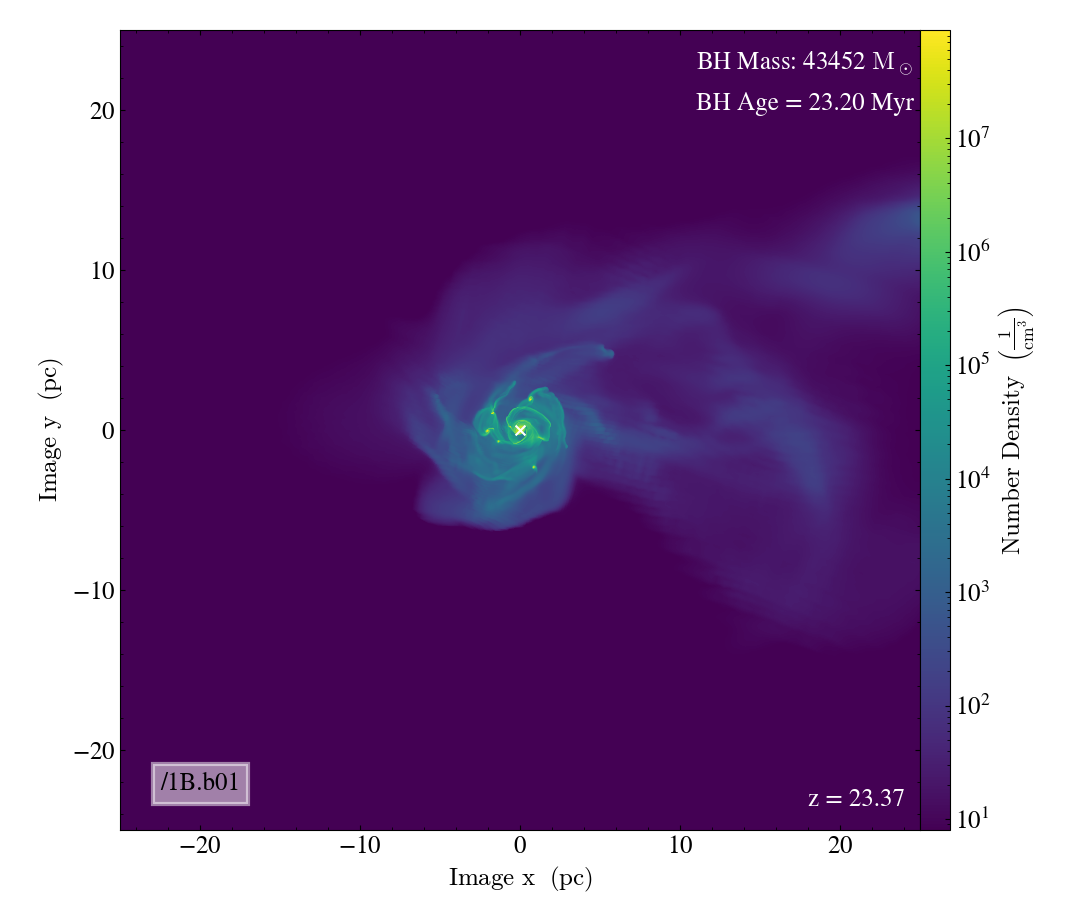 BH Mass: 43452 M☉
BH Age = 23.20 Myr
20
10
0
−10
−20
Image y (pc)
/1B.b01
z = 23.37
−20
−10
0
10
20
Image x (pc)
10⁷
10⁶
10⁵
10⁴
10³
10²
10¹
Number Density (1/cm³)